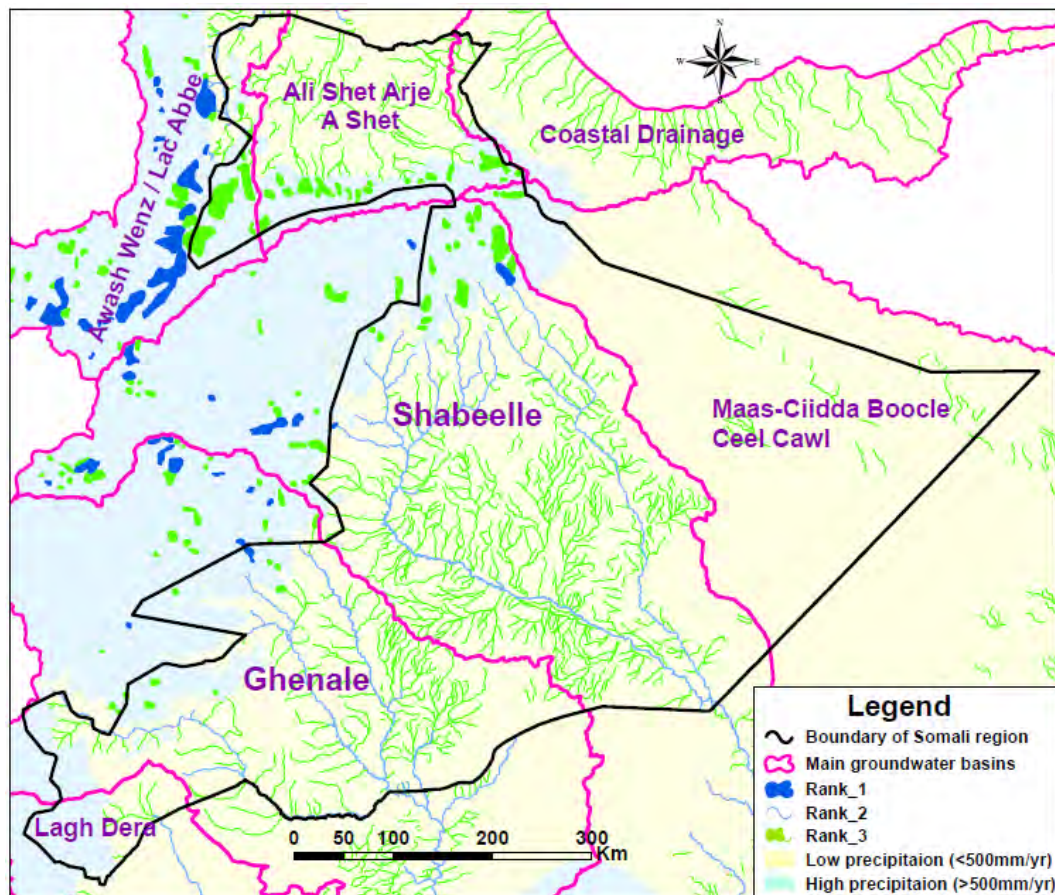 N
W E
S
Ali Shet Arje
A Shet
Coastal Drainage
Awash Wenz / Lac Abbe
Shabeelle
Maas-Ciidda Boocle
Ceel Cawl
Ghenale
Lagh Dera
0 50 100 200 300
Km
Legend
Boundary of Somali region
Main groundwater basins
Rank_1
Rank_2
Rank_3
Low precipitaion (<500mm/yr)
High precipitation (>500mm/yr)